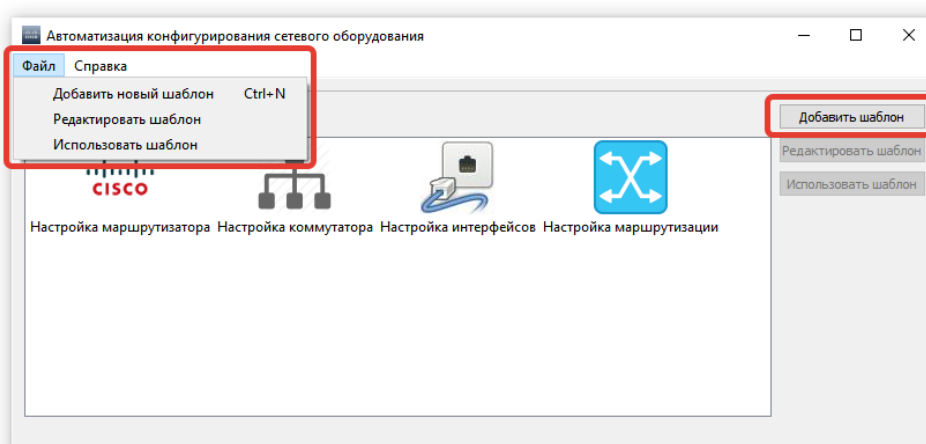 Автоматизация конфигурирования сетевого оборудования
Файл Справка
Добавить новый шаблон Ctrl+N
Редактировать шаблон
Использовать шаблон
Добавить шаблон
Редактировать шаблон
Использовать шаблон
CISCO
Настройка маршрутизатора Настройка коммутатора Настройка интерфейсов Настройка маршрутизации